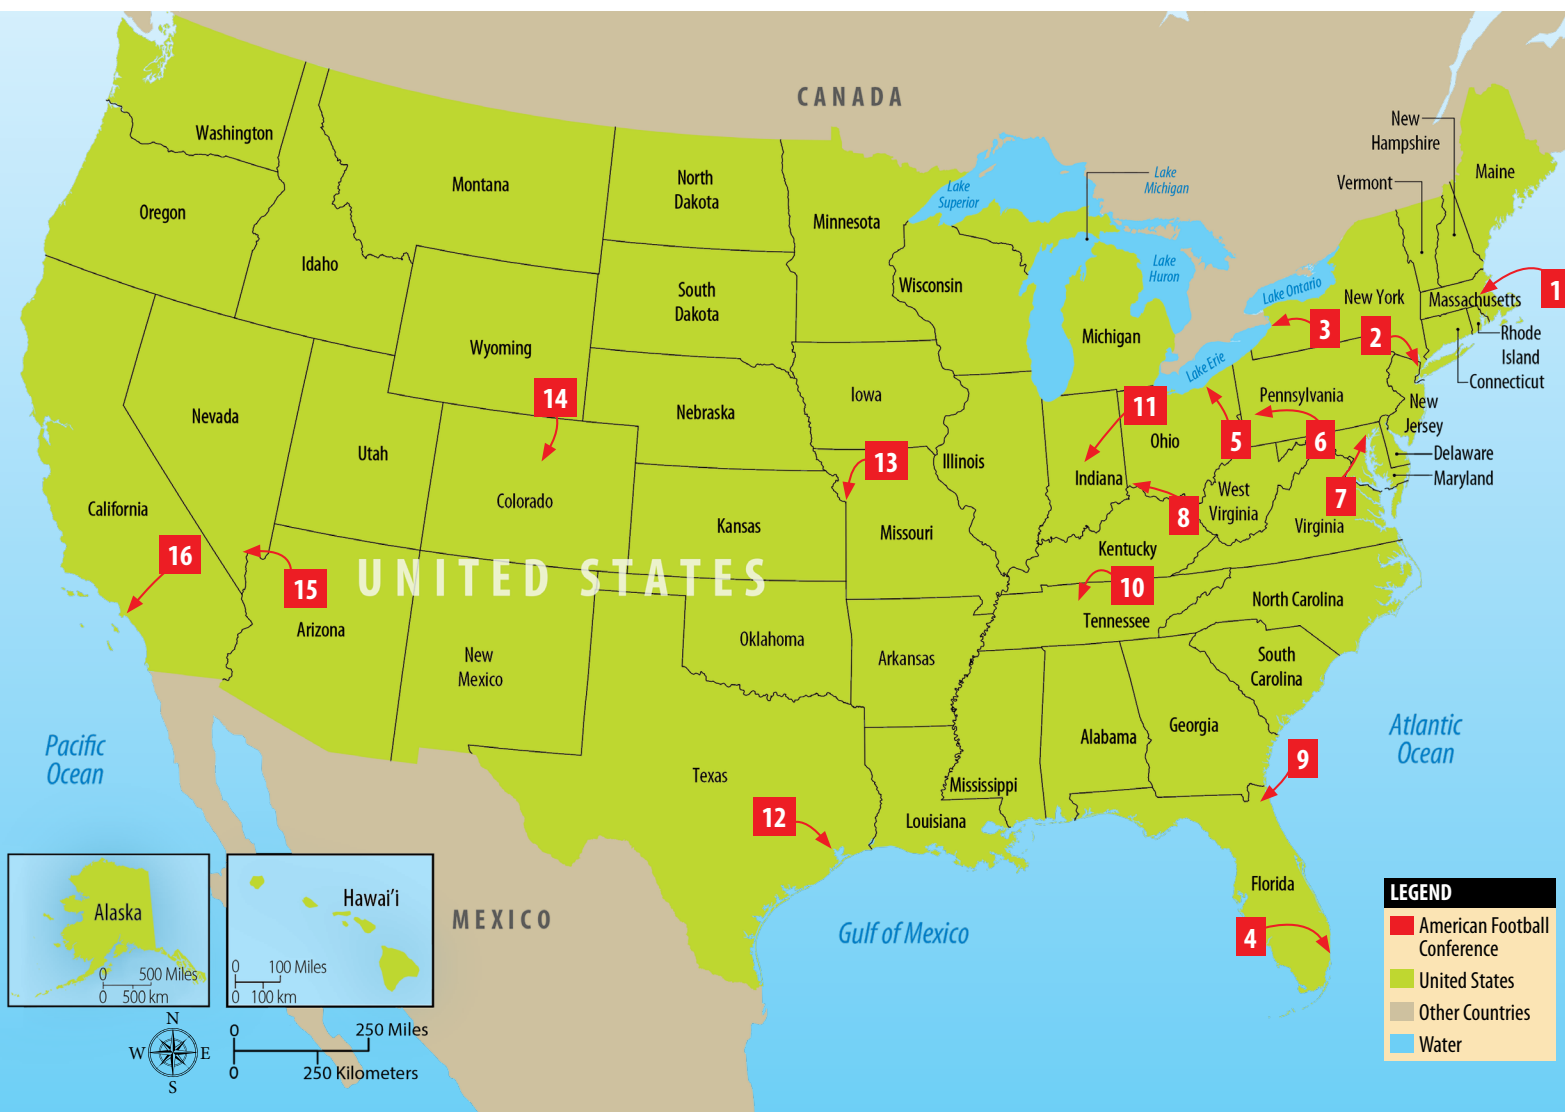 CANADA
New
Hampshire
Lake
Michigan
Vermont
Maine
Washington
Montana
North
Dakota
Lake
Superior
Oregon
Minnesota
Idaho
Lake
Huron
Wisconsin
South
Dakota
Lake Ontario
New York
Massachusetts
1
Michigan
3
2
Rhode
Island
Wyoming
Lake Erie
Connecticut
14
Iowa
Pennsylvania
11
New
Jersey
Nevada
Nebraska
Ohio
5
6
Utah
13
Illinois
Delaware
Indiana
Maryland
Colorado
West
Virginia
7
California
8
Kansas
Missouri
Virginia
16
Kentucky
UNITED STATES
15
10
North Carolina
Arizona
Tennessee
Oklahoma
New
Mexico
Arkansas
South
Carolina
Pacific
Ocean
Alabama
Georgia
Atlantic
Ocean
9
Texas
Mississippi
12
Louisiana
Florida
LEGEND
American Football
Conference
United States
Other Countries
Water
Hawai’i
Alaska
MEXICO
Gulf of Mexico
4
0 500 Miles
0 500 km
0 100 Miles
0 100 km
N
W E
S
0 250 Miles
0 250 Kilometers